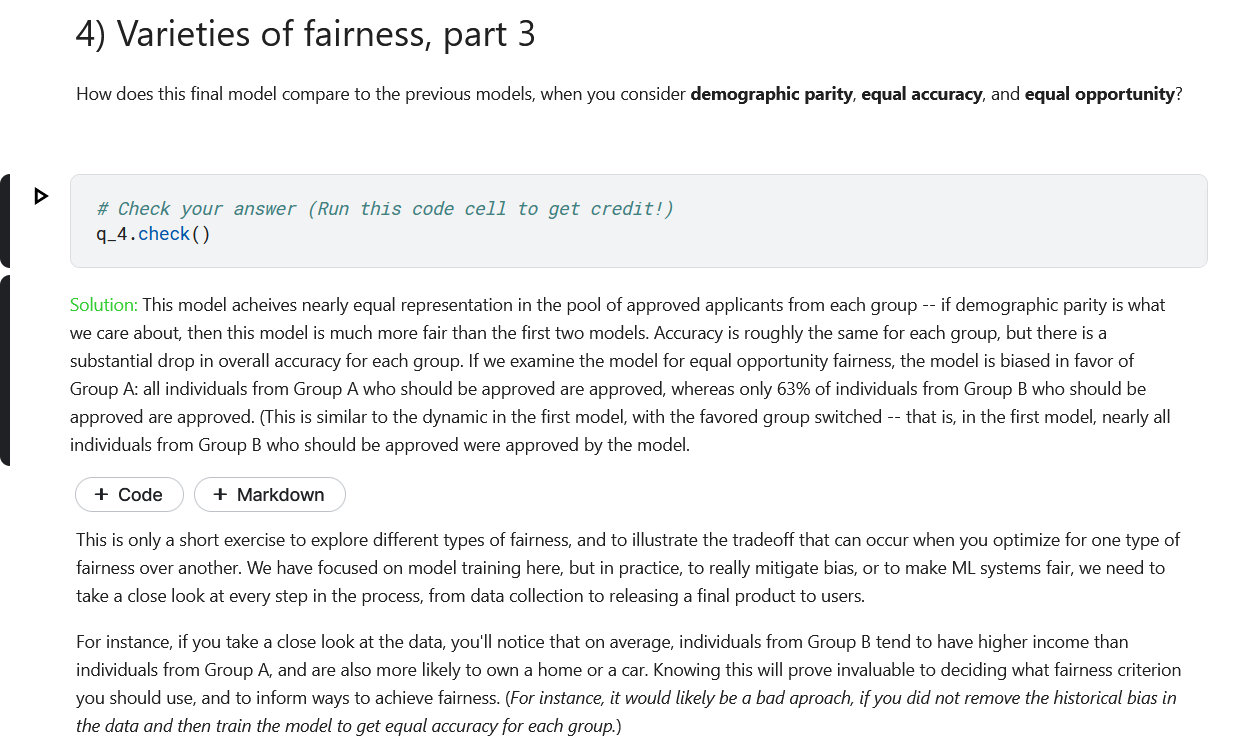 4) Varieties of fairness, part 3
How does this final model compare to the previous models, when you consider demographic parity, equal accuracy, and equal opportunity?
# Check your answer (Run this code cell to get credit!)
q_4.check()
Solution: This model acheives nearly equal representation in the pool of approved applicants from each group -- if demographic parity is what
we care about, then this model is much more fair than the first two models. Accuracy is roughly the same for each group, but there is a
substantial drop in overall accuracy for each group. If we examine the model for equal opportunity fairness, the model is biased in favor of
Group A: all individuals from Group A who should be approved are approved, whereas only 63% of individuals from Group B who should be
approved are approved. (This is similar to the dynamic in the first model, with the favored group switched -- that is, in the first model, nearly all
individuals from Group B who should be approved were approved by the model.
+ Code + Markdown
This is only a short exercise to explore different types of fairness, and to illustrate the tradeoff that can occur when you optimize for one type of
fairness over another. We have focused on model training here, but in practice, to really mitigate bias, or to make ML systems fair, we need to
take a close look at every step in the process, from data collection to releasing a final product to users.
For instance, if you take a close look at the data, you'll notice that on average, individuals from Group B tend to have higher income than
individuals from Group A, and are also more likely to own a home or a car. Knowing this will prove invaluable to deciding what fairness criterion
you should use, and to inform ways to achieve fairness. (For instance, it would likely be a bad aproach, if you did not remove the historical bias in
the data and then train the model to get equal accuracy for each group.)